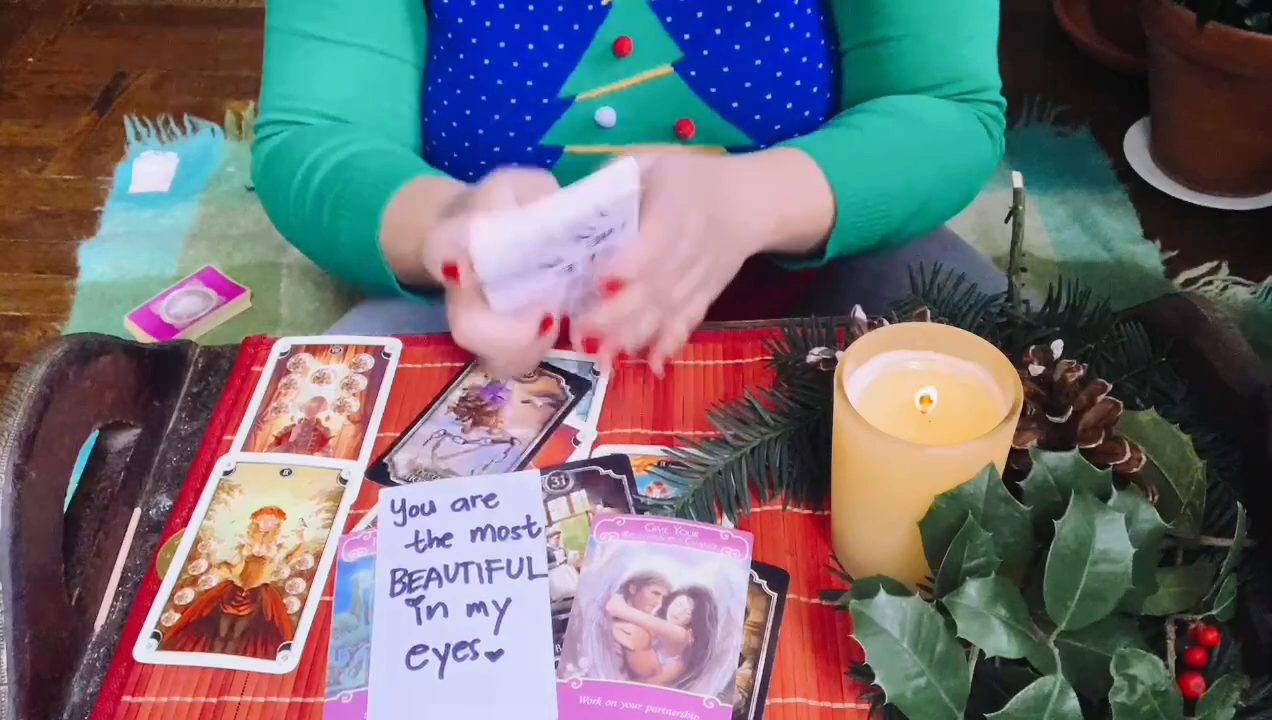 You are
the most
BEAUTIFUL
in my
eyes
31
GIVE YOUR
Work on your partnership